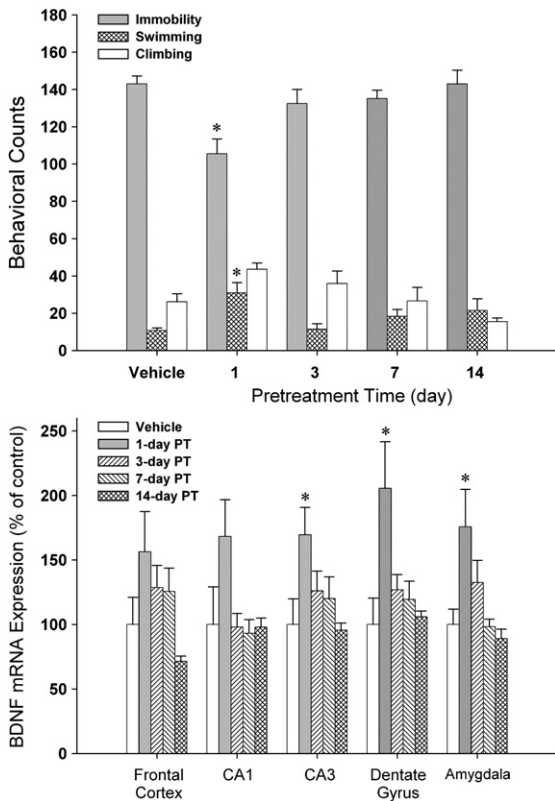 Immobility
Swimming
Climbing
180
160
140
120
100
80
60
40
20
0
Behavioral Counts
*
*
Vehicle 1 3 7 14
Pretreatment Time (day)
Vehicle
1-day PT
3-day PT
7-day PT
14-day PT
250
200
150
100
50
0
BDNF mRNA Expression (% of control)
*
*
*
Frontal Cortex
CA1
CA3
Dentate Gyrus
Amygdala